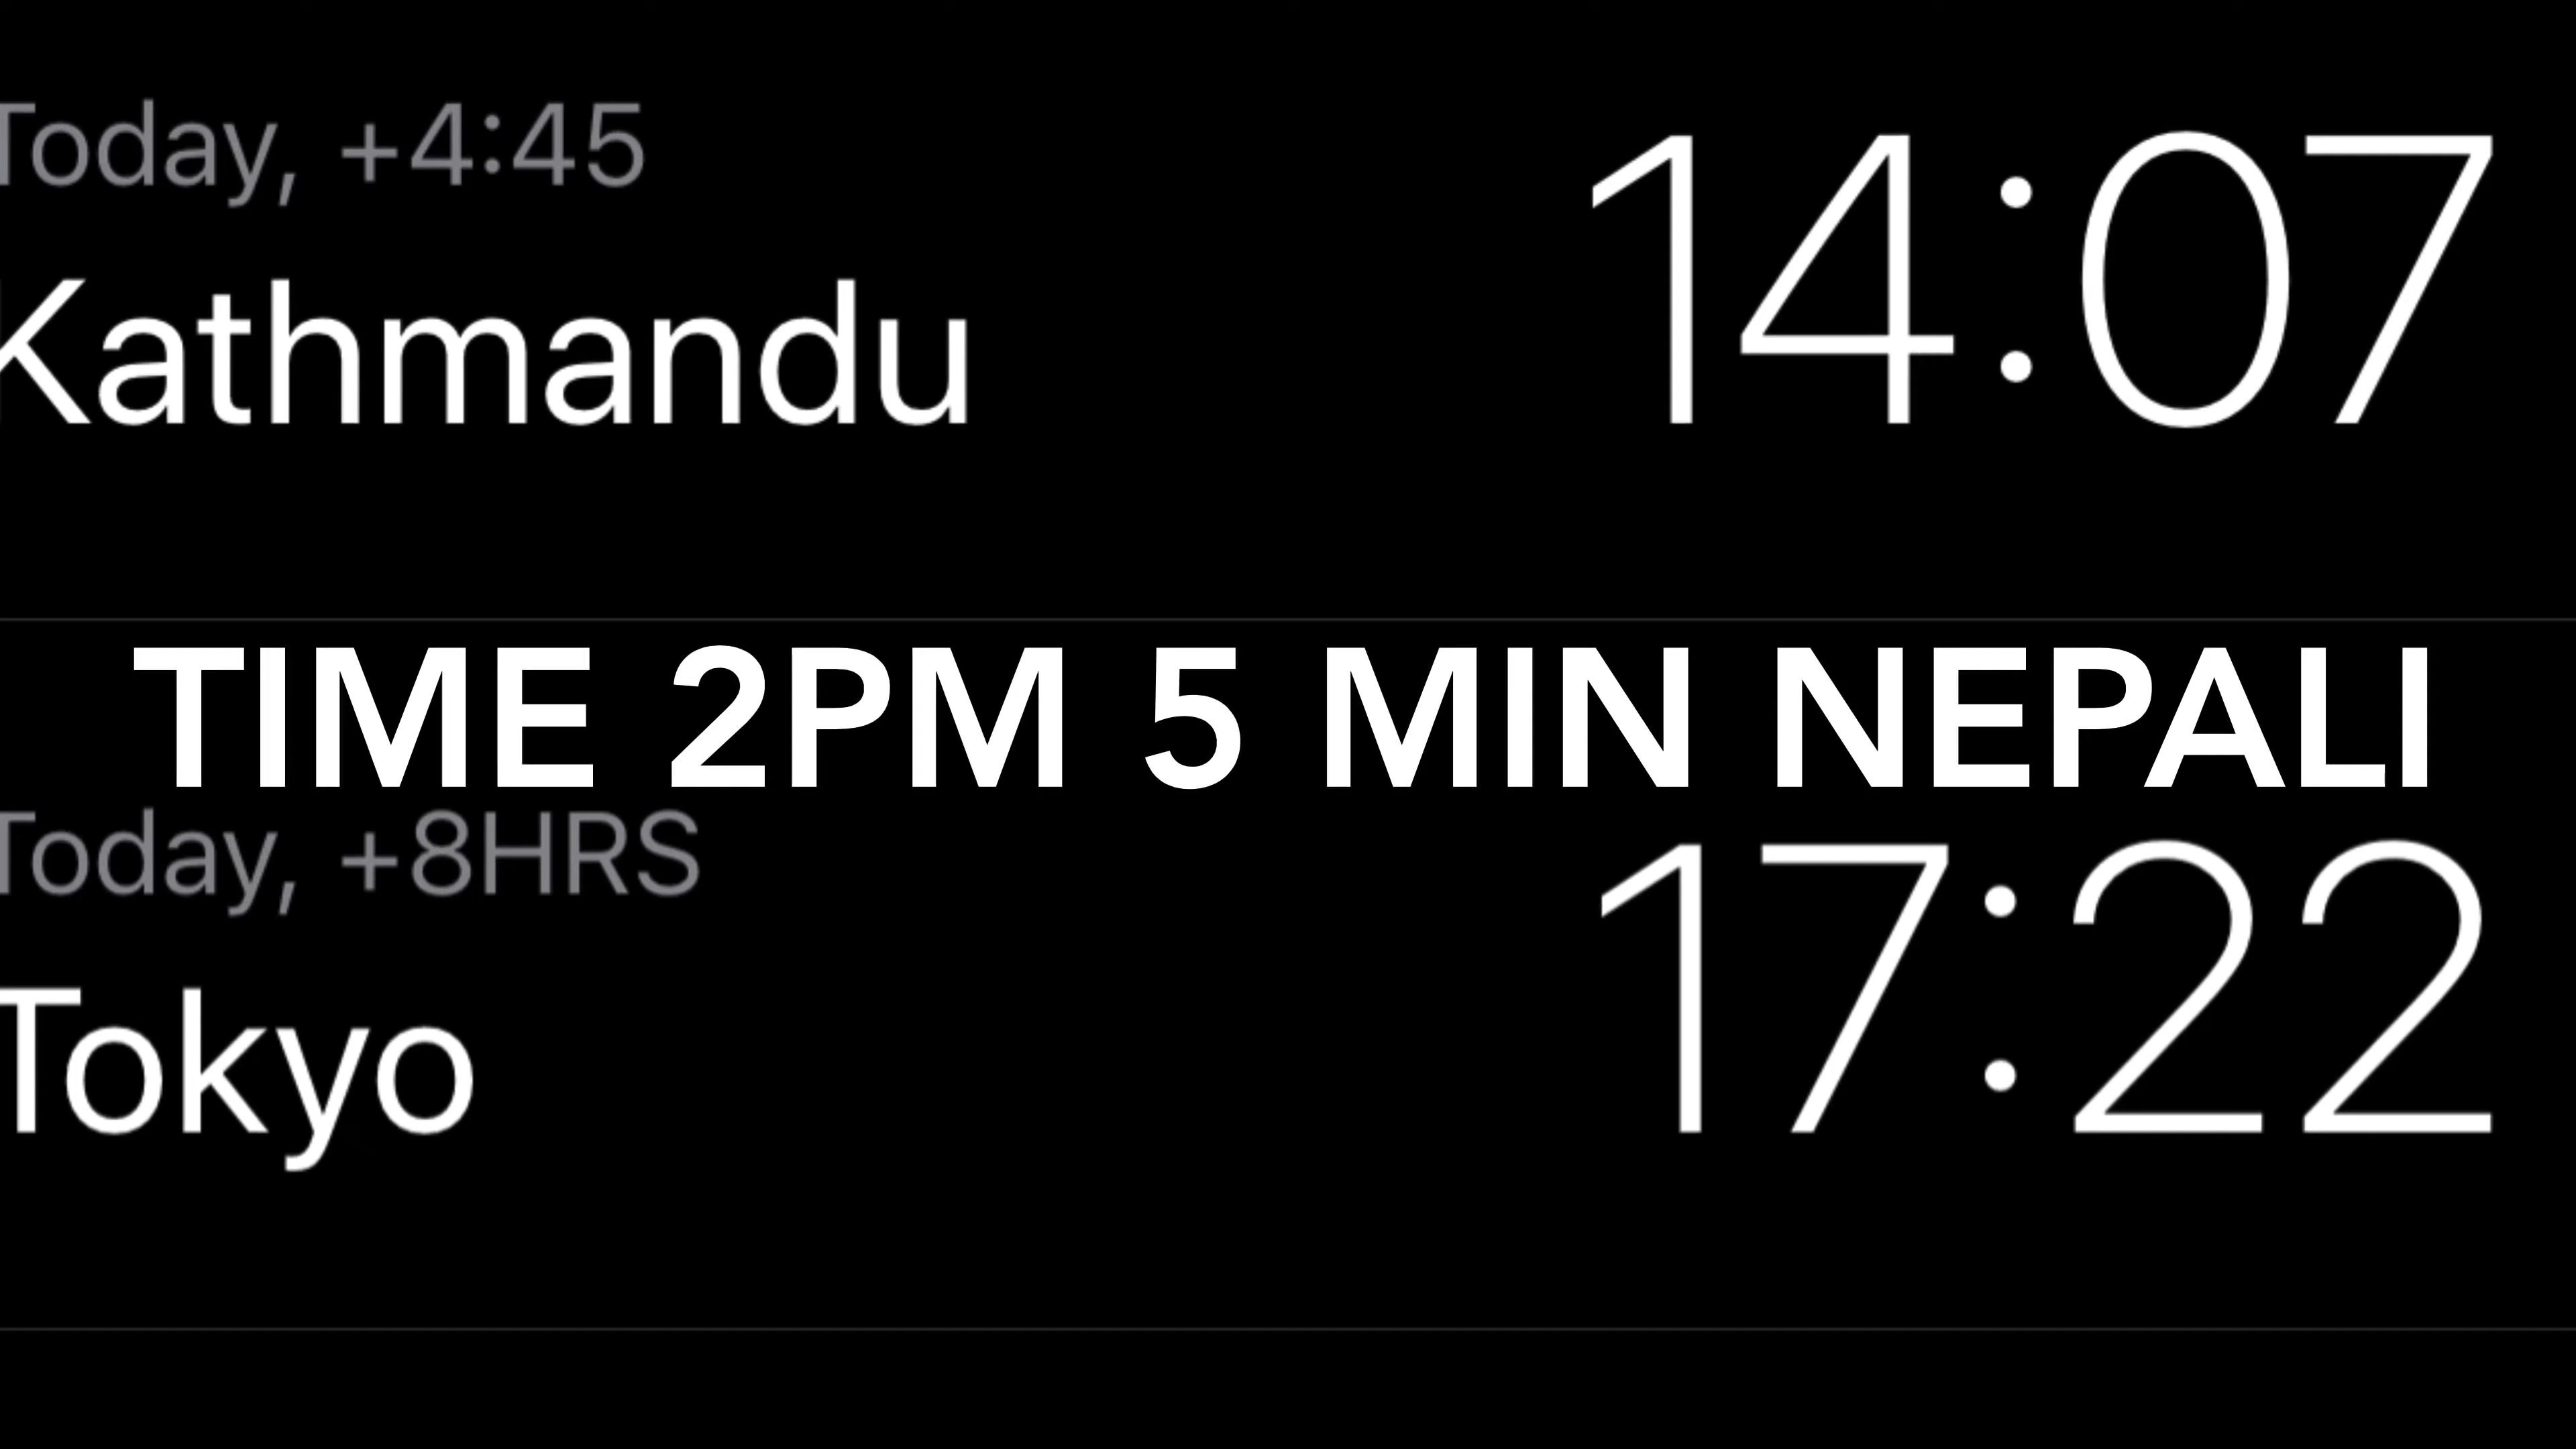 Today, +4:45
Kathmandu 14:07
TIME 2PM 5 MIN NEPALI
Today, +8HRS
Tokyo 17:22